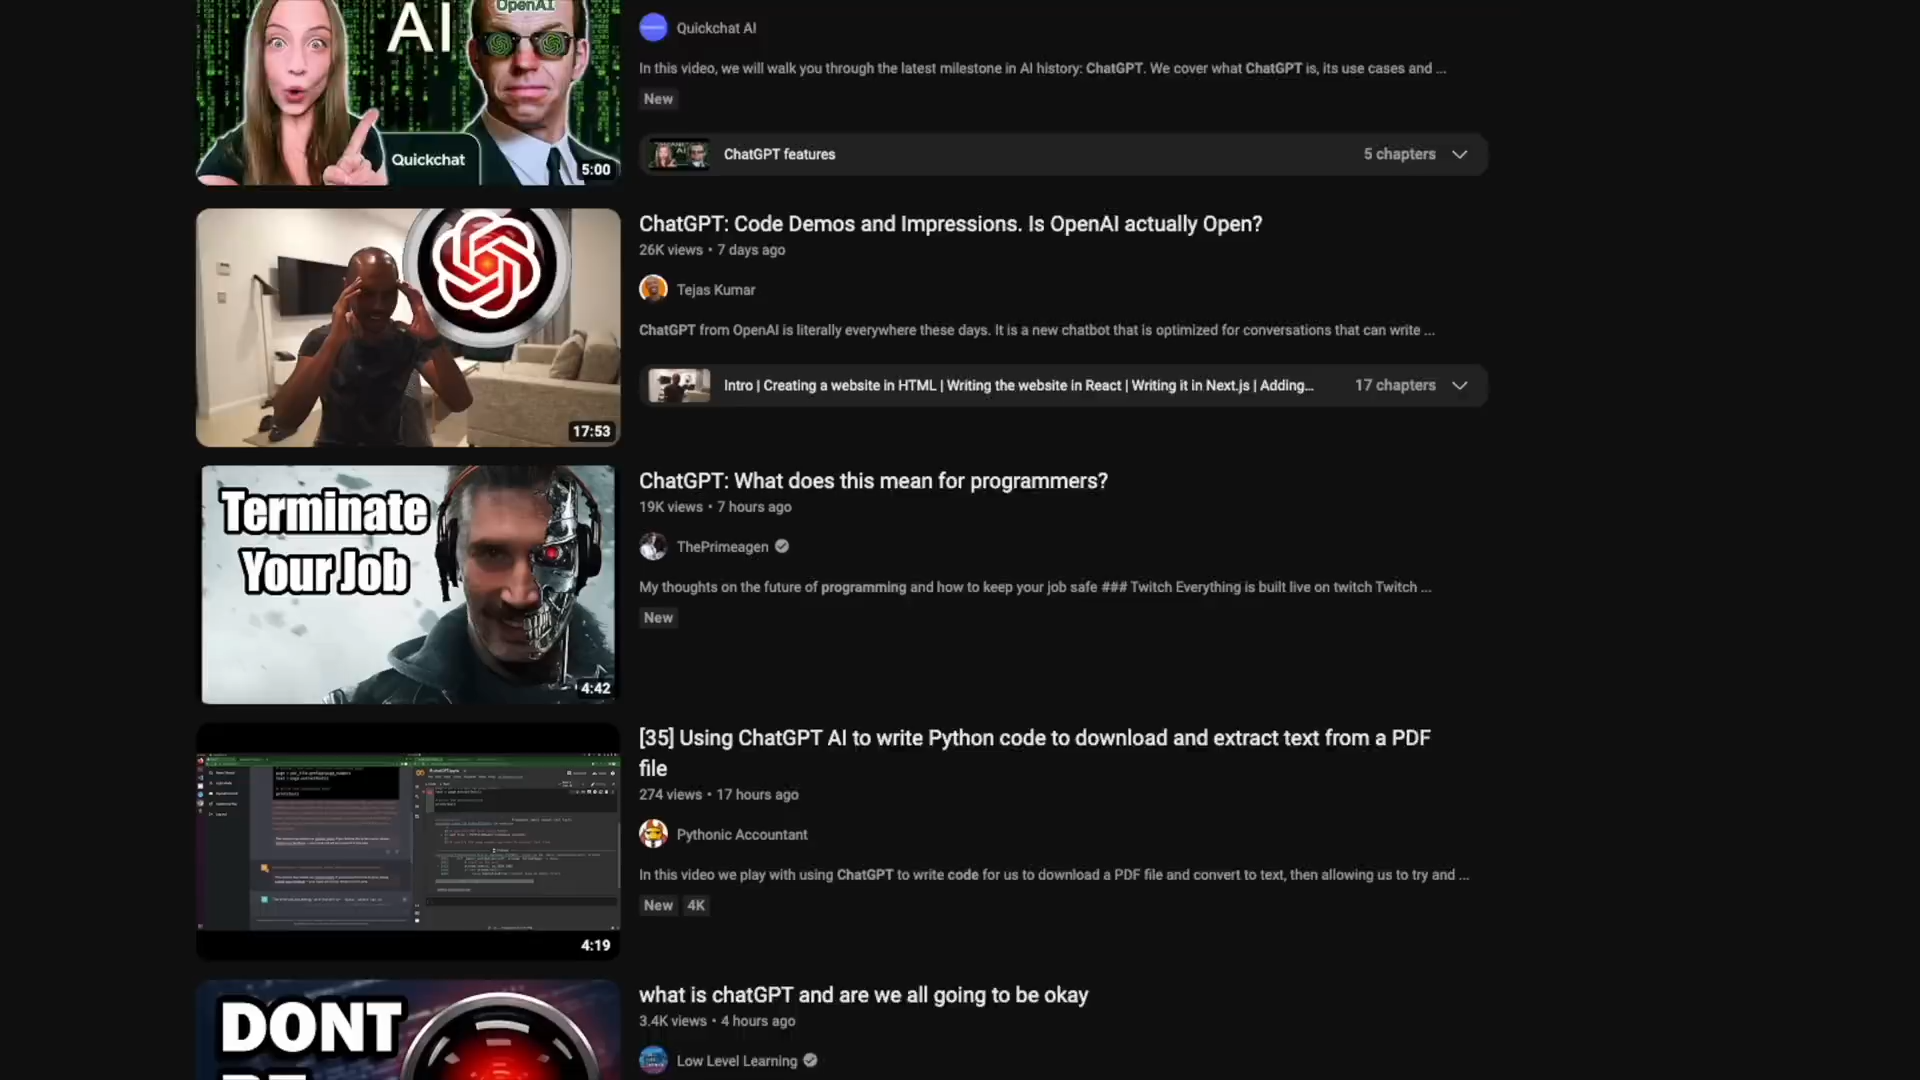 OpenAI
AI
Quickchat
5:00
Quickchat AI
In this video, we will walk you through the latest milestone in AI history: ChatGPT. We cover what ChatGPT is, its use cases and ...
New
ChatGPT features
5 chapters
17:53
ChatGPT: Code Demos and Impressions. Is OpenAI actually Open?
26K views • 7 days ago
Tejas Kumar
ChatGPT from OpenAI is literally everywhere these days. It is a new chatbot that is optimized for conversations that can write ...
Intro | Creating a website in HTML | Writing the website in React | Writing it in Next.js | Adding...
17 chapters
Terminate
Your Job
4:42
ChatGPT: What does this mean for programmers?
19K views • 7 hours ago
ThePrimeagen
My thoughts on the future of programming and how to keep your job safe ### Twitch Everything is built live on twitch Twitch ...
New
4:19
[35] Using ChatGPT AI to write Python code to download and extract text from a PDF
file
274 views • 17 hours ago
Pythonic Accountant
In this video we play with using ChatGPT to write code for us to download a PDF file and convert to text, then allowing us to try and ...
New 4K
DONT
what is chatGPT and are we all going to be okay
3.4K views • 4 hours ago
Low Level Learning